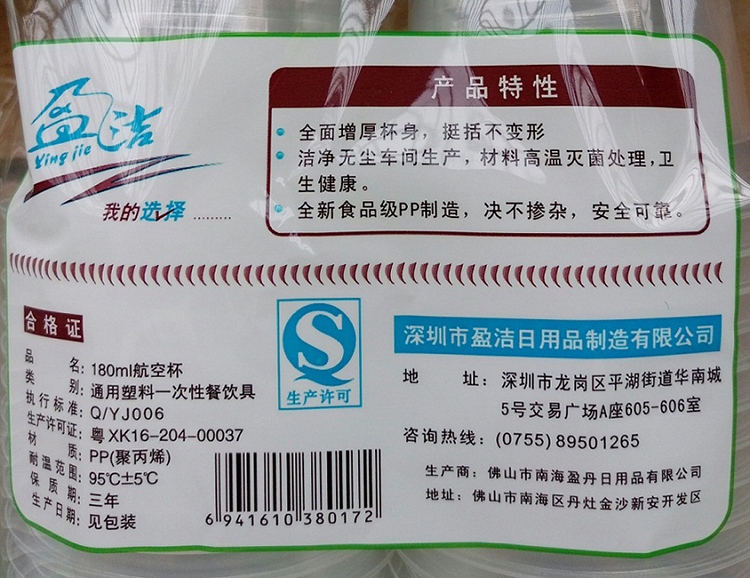 盈洁
Yingjie
我的选择………
产品特性
全面增厚杯身，挺括不变形
洁净无尘车间生产，材料高温灭菌处理，卫
生健康。
全新食品级PP制造，决不掺杂，安全可靠。
合格证
品名：180ml航空杯
类别：通用塑料一次性餐饮具
执行标准：Q/YJ006
生产许可证：粤XK16-204-00037
材质：PP(聚丙烯)
耐温范围：95℃±5℃
保质期：三年
生产日期：见包装
S
生产许可
6 941610 380172
深圳市盈洁日用品制造有限公司
地址：深圳市龙岗区平湖街道华南城
5号交易广场A座605-606室
咨询热线：(0755)89501265
生产商：佛山市南海盈丹日用品有限公司
地址：佛山市南海区丹灶金沙新安开发区